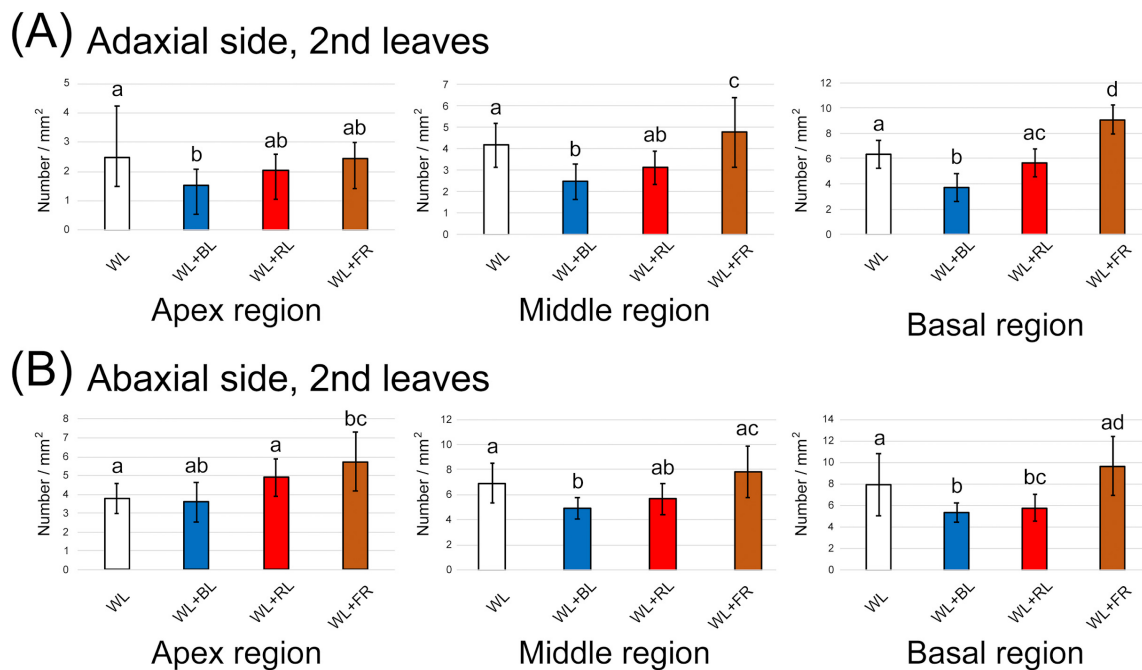 (A) Adaxial side, 2nd leaves
Number / mm²
5
4
3
2
1
0
a
b
ab
ab
WL
WL+BL
WL+RL
WL+FR
Apex region
Number / mm²
7
6
5
4
3
2
1
0
a
b
ab
c
WL
WL+BL
WL+RL
WL+FR
Middle region
Number / mm²
12
10
8
6
4
2
0
a
b
ac
d
WL
WL+BL
WL+RL
WL+FR
Basal region
(B) Abaxial side, 2nd leaves
Number / mm²
8
7
6
5
4
3
2
1
0
a
ab
a
bc
WL
WL+BL
WL+RL
WL+FR
Apex region
Number / mm²
12
10
8
6
4
2
0
a
b
ab
ac
WL
WL+BL
WL+RL
WL+FR
Middle region
Number / mm²
14
12
10
8
6
4
2
0
a
b
bc
ad
WL
WL+BL
WL+RL
WL+FR
Basal region